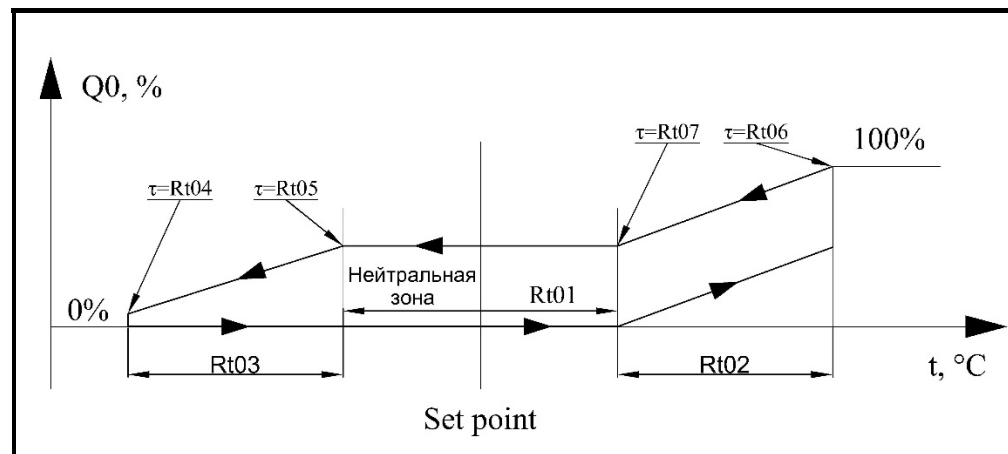 Q0, %
τ=Rt07
τ=Rt06
100%
τ=Rt04
τ=Rt05
Нейтральная
зона
Rt01
0%
Rt03
Rt02
t, °C
Set point